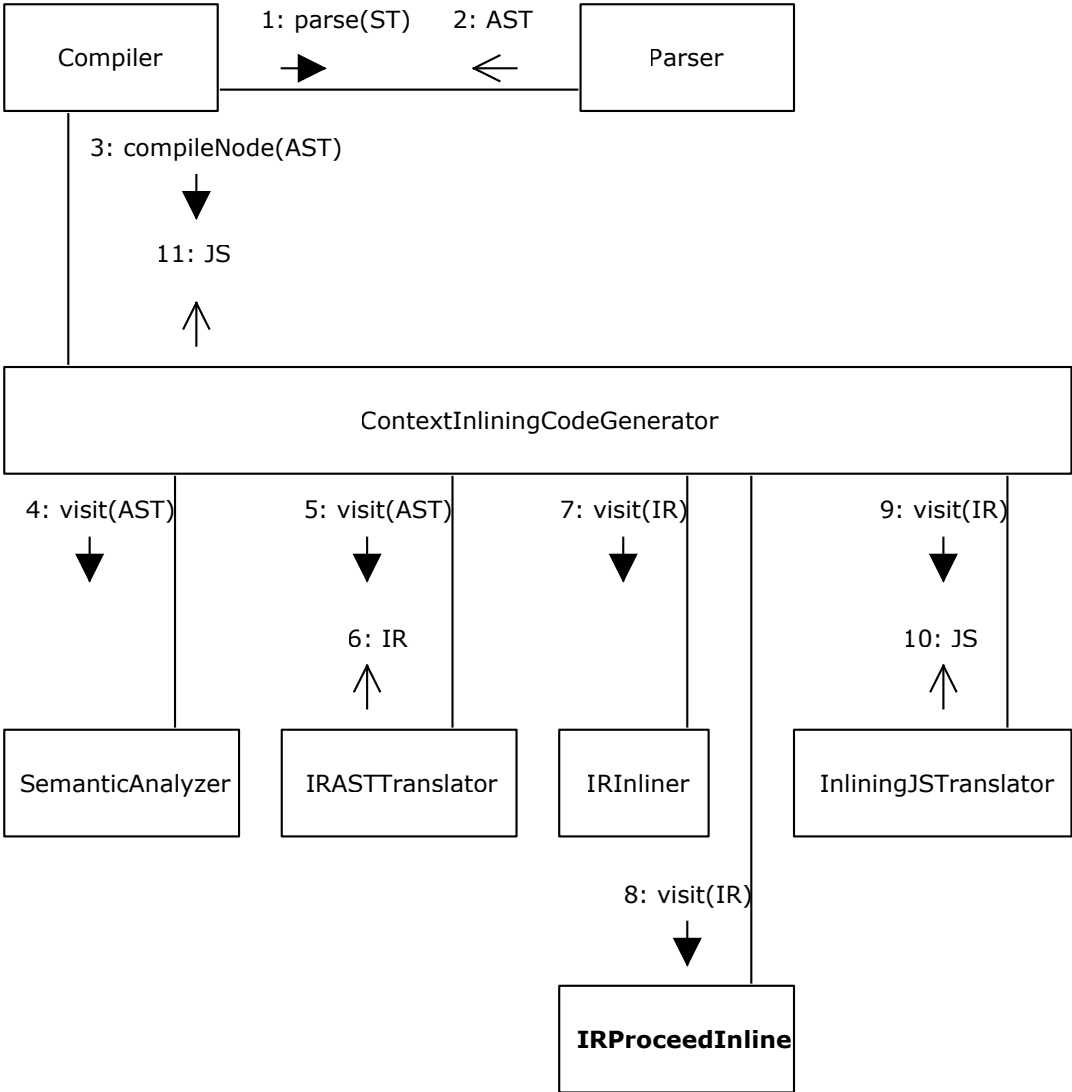 1: parse(ST)
2: AST
Compiler
Parser
3: compileNode(AST)
11: JS
ContextInliningCodeGenerator
4: visit(AST)
5: visit(AST)
7: visit(IR)
9: visit(IR)
6: IR
10: JS
SemanticAnalyzer
IRASTTranslator
IRInliner
InliningJSTranslator
8: visit(IR)
IRProceedInline